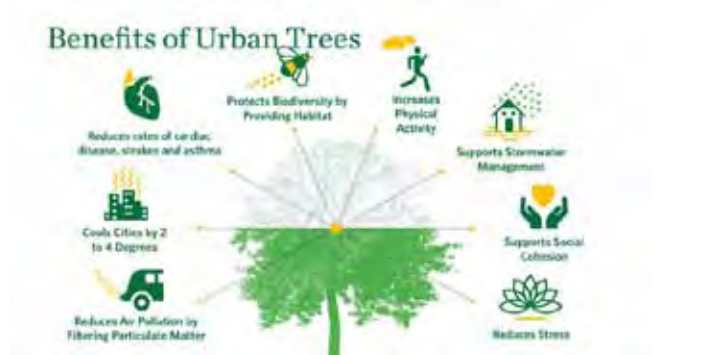 Benefits of Urban Trees
Protects Biodiversity by
Providing Habitat
Increases
Physical
Activity
Reduces rates of cardiac
disease, strokes and asthma
Supports Stormwater
Management
Cools Cities by 2
to 4 Degrees
Supports Social
Cohesion
Reduces Air Pollution by
Filtering Particulate Matter
Reduces Stress